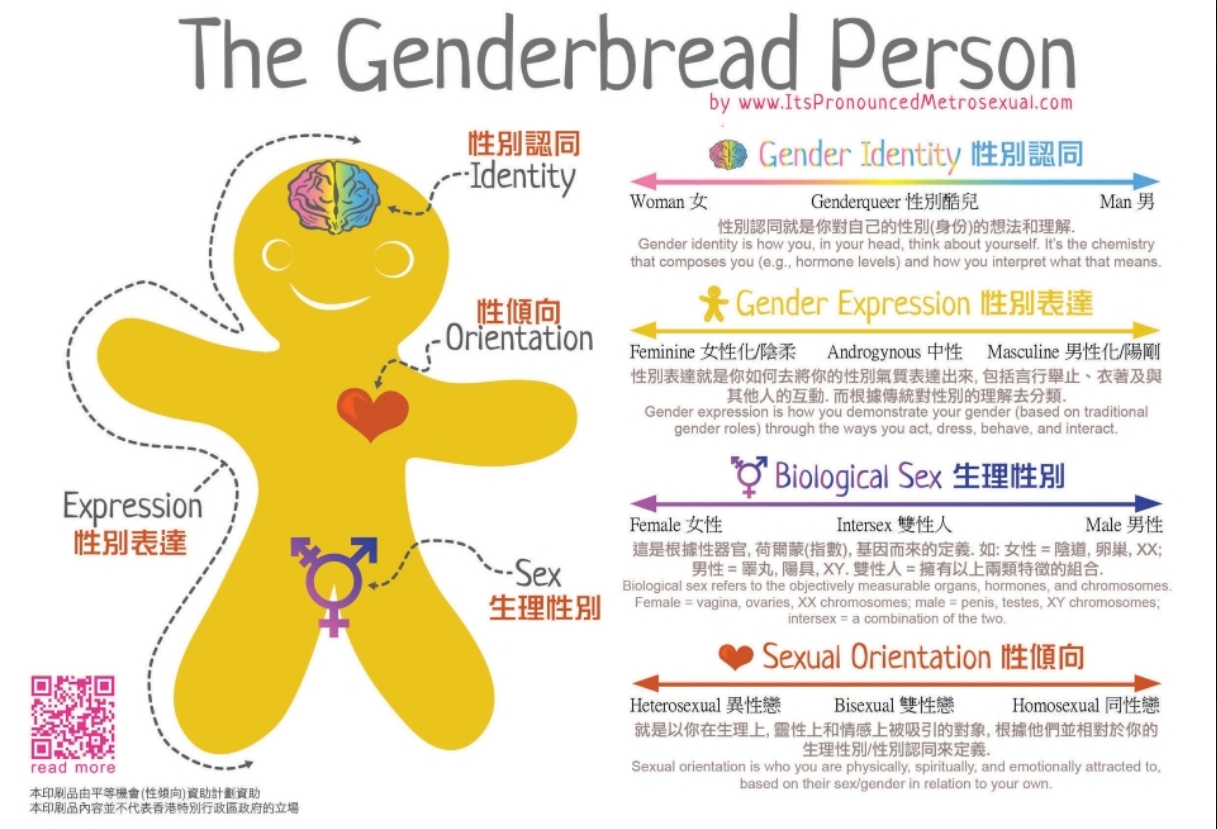 The Genderbread Person
by www.ItsPronouncedMetrosexual.com
性別認同
Identity
性傾向
Orientation
Expression
性別表達
Sex
生理性別
read more
本印刷品由平等機會(性傾向)資助計劃資助
本印刷品內容並不代表香港特別行政區政府的立場
Gender Identity 性別認同
Woman 女 Genderqueer 性別酷兒 Man 男
性別認同就是你對自己的性別(身份)的想法和理解.
Gender identity is how you, in your head, think about yourself. It's the chemistry
that composes you (e.g., hormone levels) and how you interpret what that means.
Gender Expression 性別表達
Feminine 女性化/陰柔 Androgynous 中性 Masculine 男性化/陽剛
性別表達就是你如何去將你的性別氣質表達出來, 包括言行舉止、衣著及與
其他人的互動. 而根據傳統對性別的理解去分類.
Gender expression is how you demonstrate your gender (based on traditional
gender roles) through the ways you act, dress, behave, and interact.
Biological Sex 生理性別
Female 女性 Intersex 雙性人 Male 男性
這是根據性器官, 荷爾蒙(指數), 基因而來的定義. 如: 女性 = 陰道, 卵巢, XX;
男性 = 睪丸, 陽具, XY. 雙性人 = 擁有以上兩類特徵的組合.
Biological sex refers to the objectively measurable organs, hormones, and chromosomes.
Female = vagina, ovaries, XX chromosomes; male = penis, testes, XY chromosomes;
intersex = a combination of the two.
Sexual Orientation 性傾向
Heterosexual 異性戀 Bisexual 雙性戀 Homosexual 同性戀
就是以你在生理上, 靈性上和情感上被吸引的對象, 根據他們並相對於你的
生理性別/性別認同來定義.
Sexual orientation is who you are physically, spiritually, and emotionally attracted to,
based on their sex/gender in relation to your own.